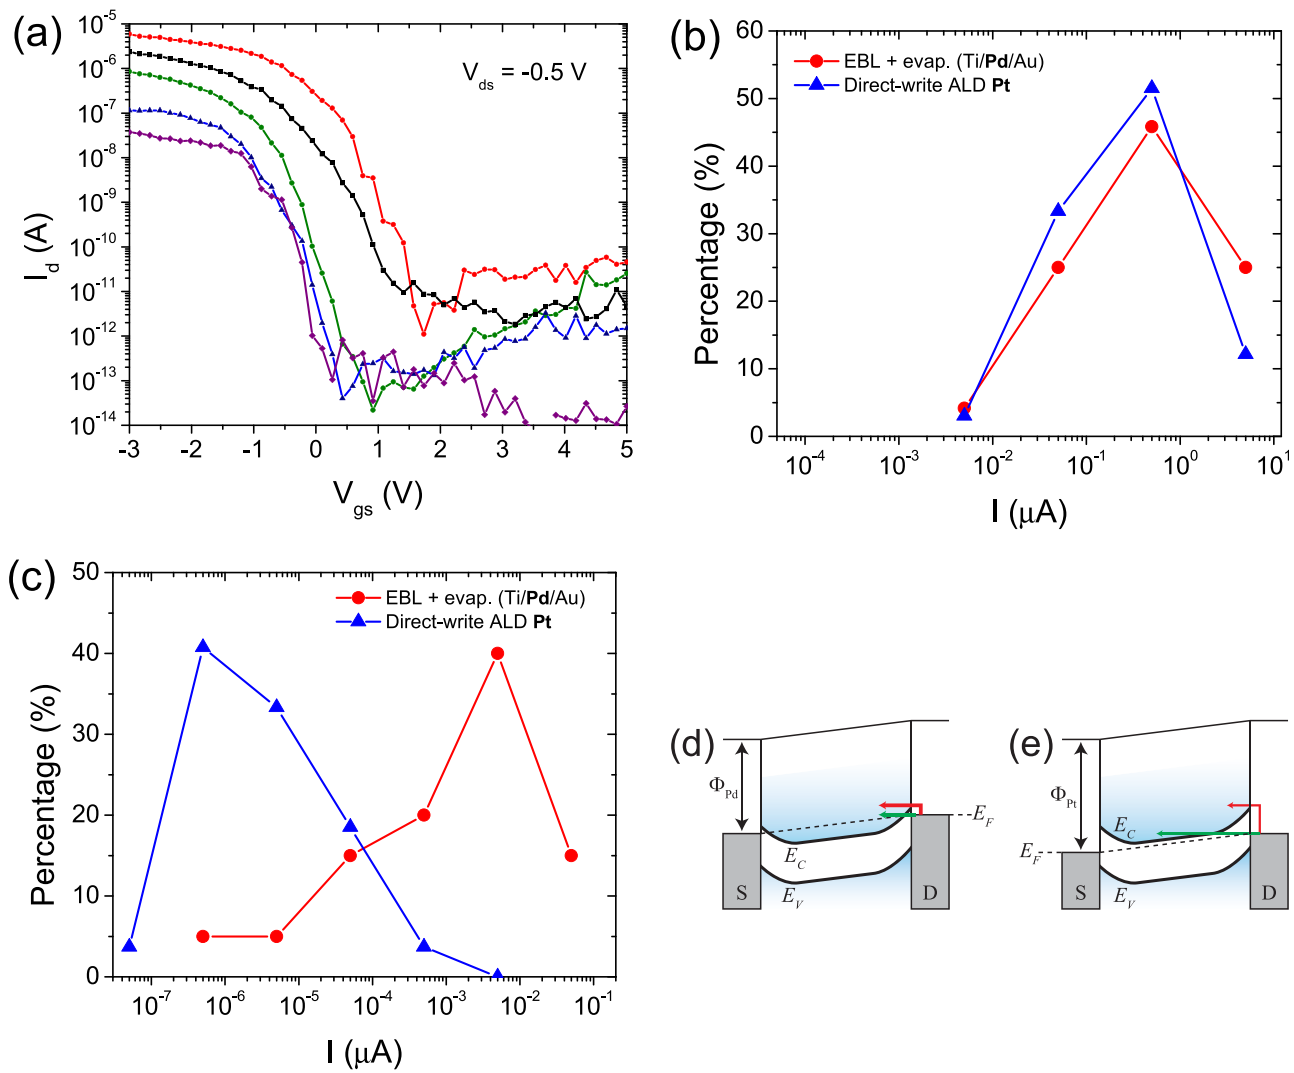 (a)
10⁻⁵
10⁻⁶
10⁻⁷
10⁻⁸
10⁻⁹
10⁻¹⁰
10⁻¹¹
10⁻¹²
10⁻¹³
10⁻¹⁴
I_d (A)
V_ds = -0.5 V
-3 -2 -1 0 1 2 3 4 5
V_gs (V)
(b)
60
50
40
30
20
10
0
Percentage (%)
EBL + evap. (Ti/Pd/Au)
Direct-write ALD Pt
10⁻⁴ 10⁻³ 10⁻² 10⁻¹ 10⁰ 10¹
I (μA)
(c)
50
40
30
20
10
0
Percentage (%)
EBL + evap. (Ti/Pd/Au)
Direct-write ALD Pt
10⁻⁷ 10⁻⁶ 10⁻⁵ 10⁻⁴ 10⁻³ 10⁻² 10⁻¹
I (μA)
(d)
Φ_Pd
E_F
E_C
E_V
S
D
(e)
Φ_Pt
E_C
E_F
E_V
S
D